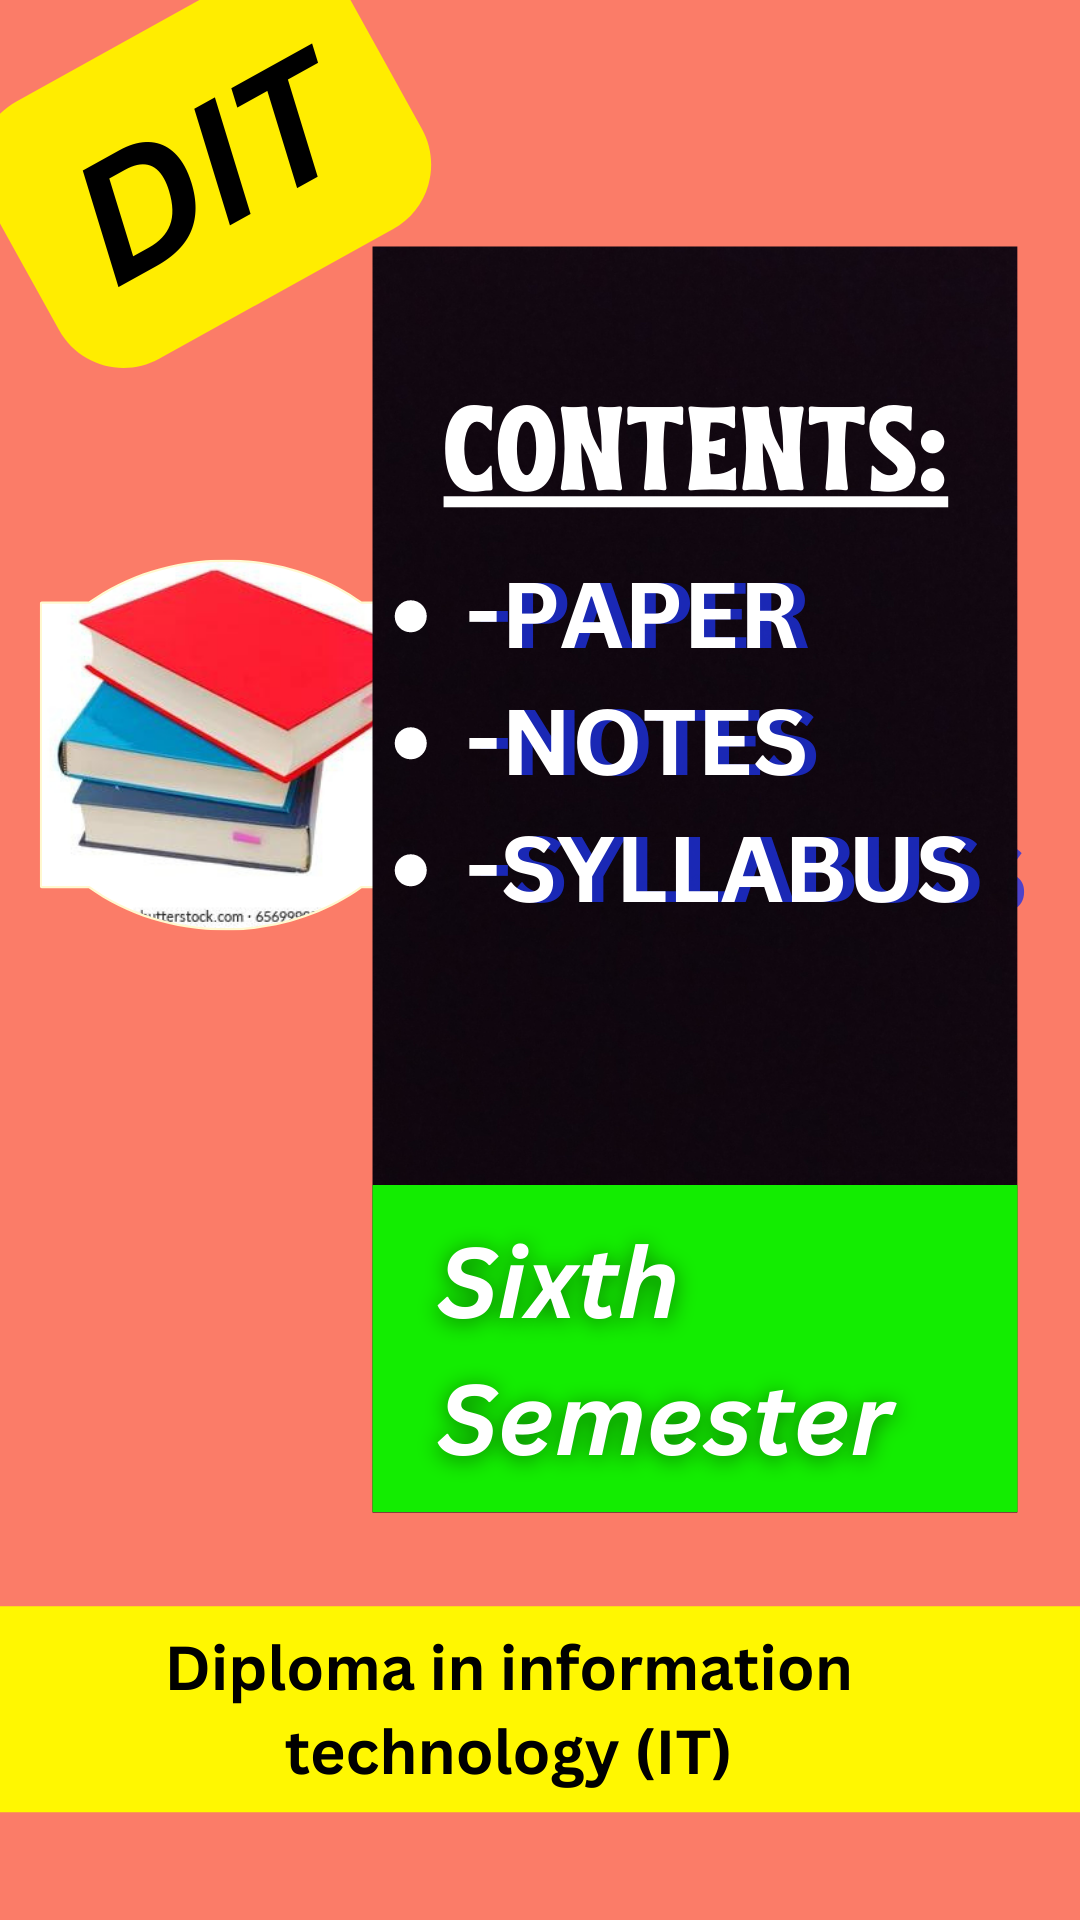 DIT
CONTENTS:
• -PAPER
• -NOTES
• -SYLLABUS
Sixth
Semester
Diploma in information
technology (IT)